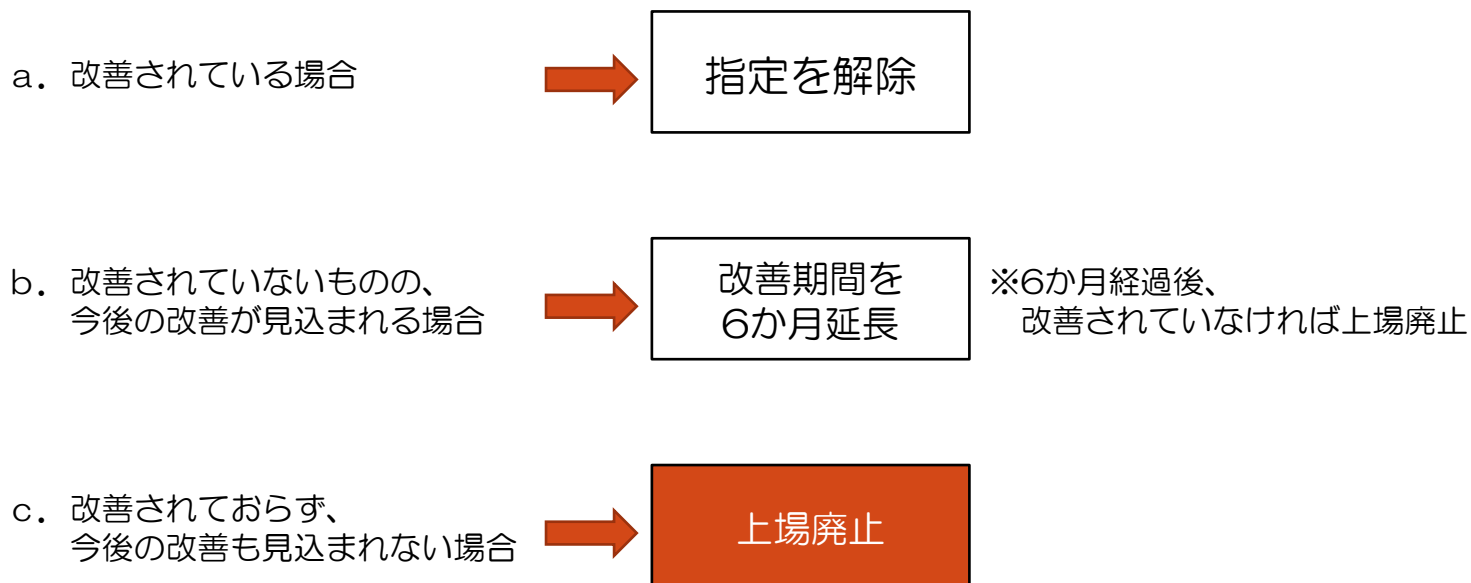 a．改善されている場合
指定を解除
b．改善されていないものの、
今後の改善が見込まれる場合
改善期間を
6か月延長
※6か月経過後、
改善されていなければ上場廃止
c．改善されておらず、
今後の改善も見込まれない場合
上場廃止